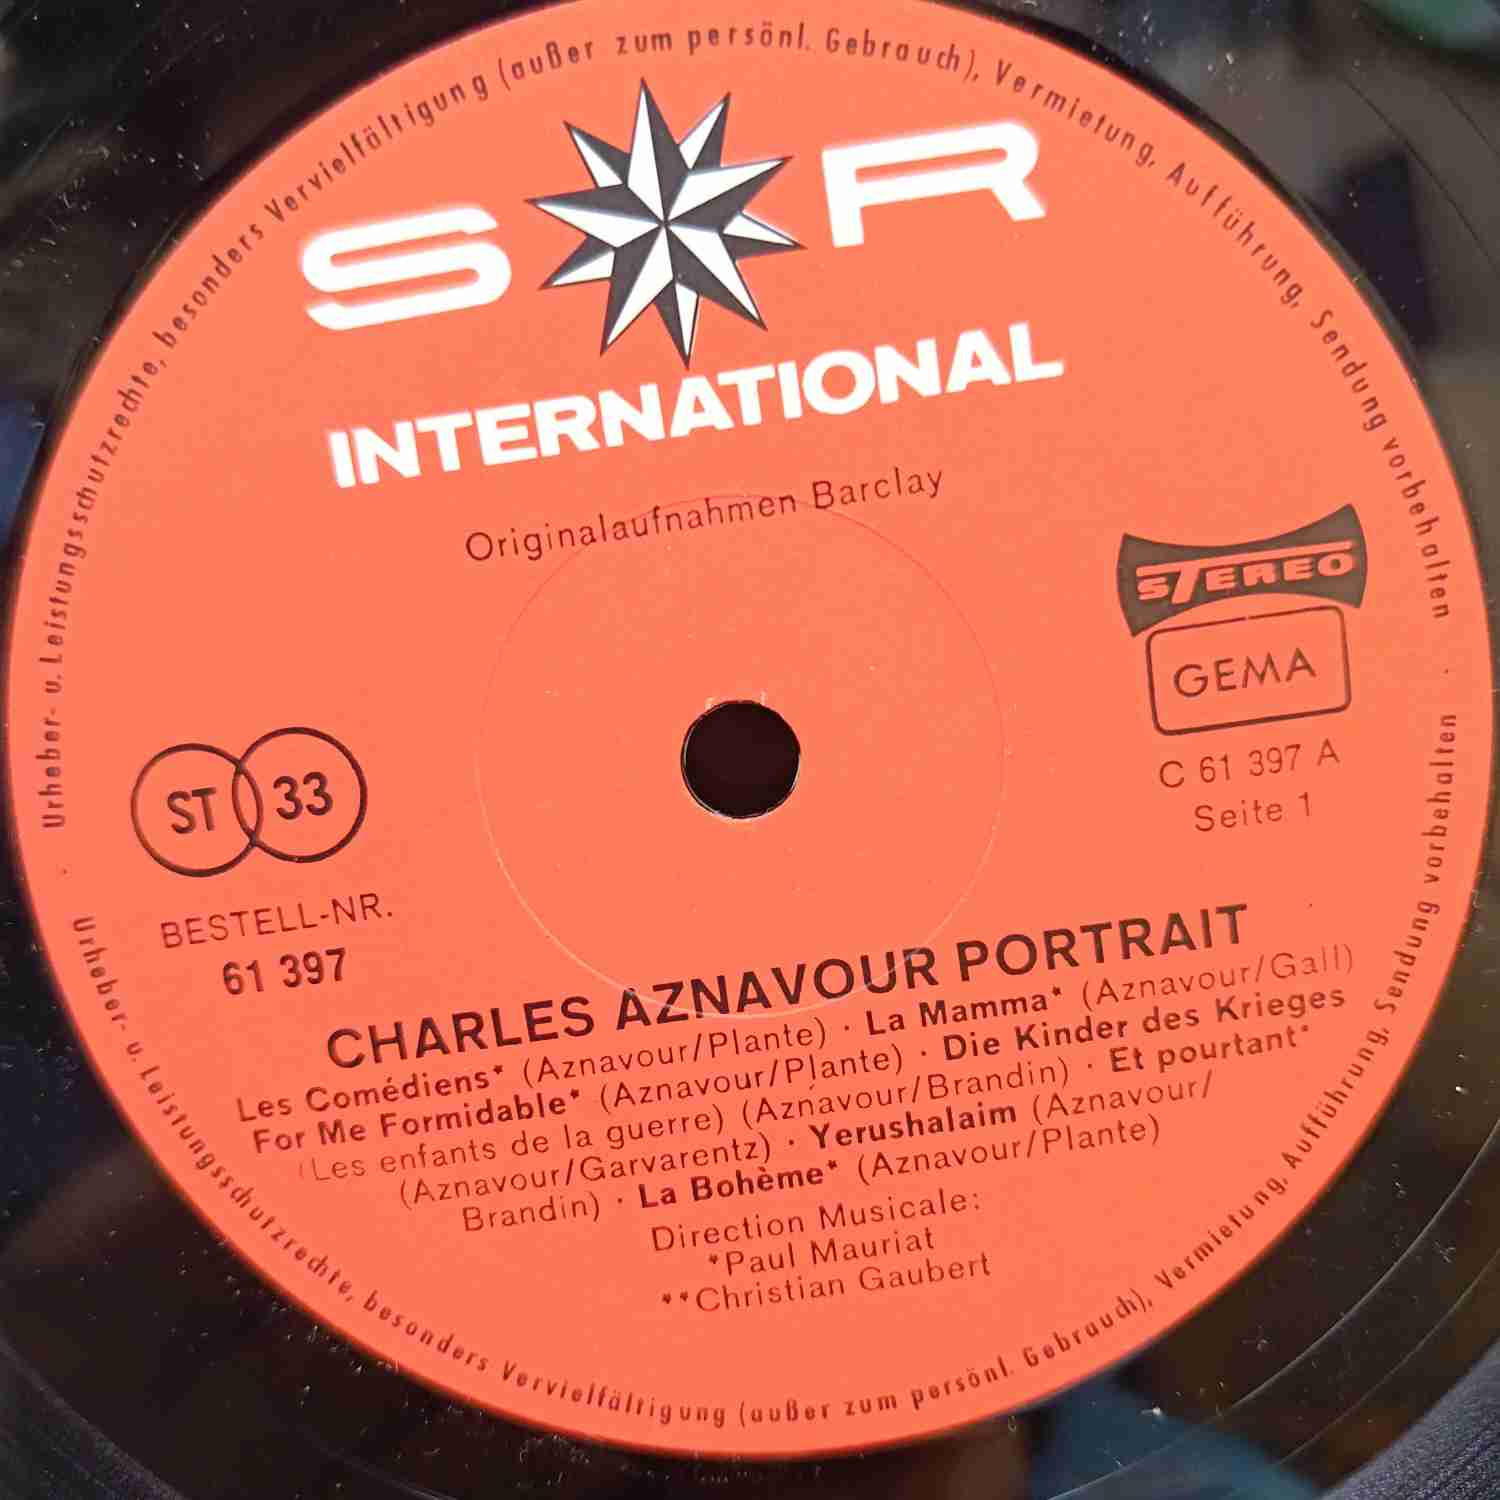 Urheber- u. Leistungsschutzrechte, besonders Vervielfältigung (außer zum persönl. Gebrauch), Vermietung, Aufführung, Sendung vorbehalten
S R
INTERNATIONAL
Originalaufnahmen Barclay
STEREO
GEMA
C 61 397 A
Seite 1
ST 33
BESTELL-NR.
61 397
CHARLES AZNAVOUR PORTRAIT
Les Comédiens* (Aznavour/Plante) · La Mamma* (Aznavour/Gall)
For Me Formidable* (Aznavour/Plante) · Die Kinder des Krieges
(Les enfants de la guerre) (Aznavour/Brandin) · Et pourtant*
(Aznavour/Garvarentz) · Yerushalaim (Aznavour/
Brandin) · La Bohème* (Aznavour/Plante)
Direction Musicale:
*Paul Mauriat
**Christian Gaubert
Urheber- u. Leistungsschutzrechte, besonders Vervielfältigung (außer zum persönl. Gebrauch), Vermietung, Aufführung, Sendung vorbehalten